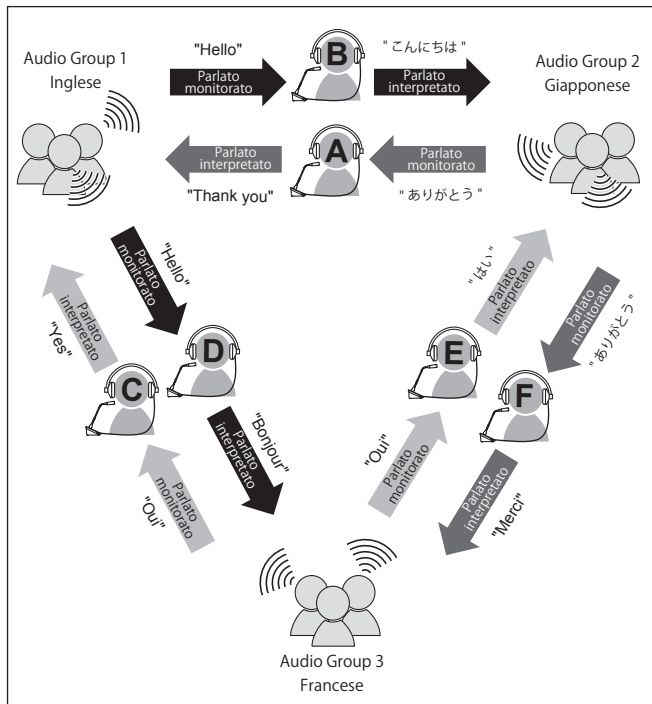 Audio Group 1
Inglese
"Hello"
Parlato
monitorato
B
" こんにちは "
Parlato
interpretato
Audio Group 2
Giapponese
Parlato
interpretato
"Thank you"
A
Parlato
monitorato
" ありがとう "
"Hello"
Parlato
monitorato
"Yes"
Parlato
interpretato
C
D
"Bonjour"
Parlato
interpretato
"Oui"
Parlato
monitorato
" はい "
Parlato
interpretato
E
F
Parlato
monitorato
" ありがとう "
"Oui"
Parlato
monitorato
Parlato
interpretato
"Merci"
Audio Group 3
Francese